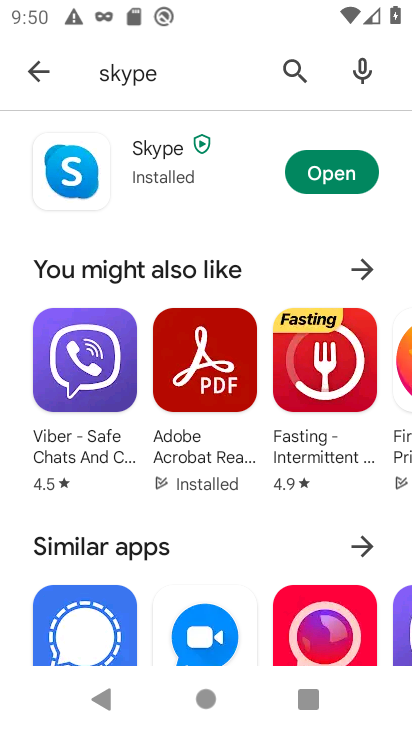 9:50
skype
S
Skype
Installed
Open
You might also like
Fasting
PDF
Viber - Safe
Chats And C...
4.5
Adobe
Acrobat Rea...
Installed
Fasting -
Intermittent ...
4.9
Fir
Pri
Similar apps